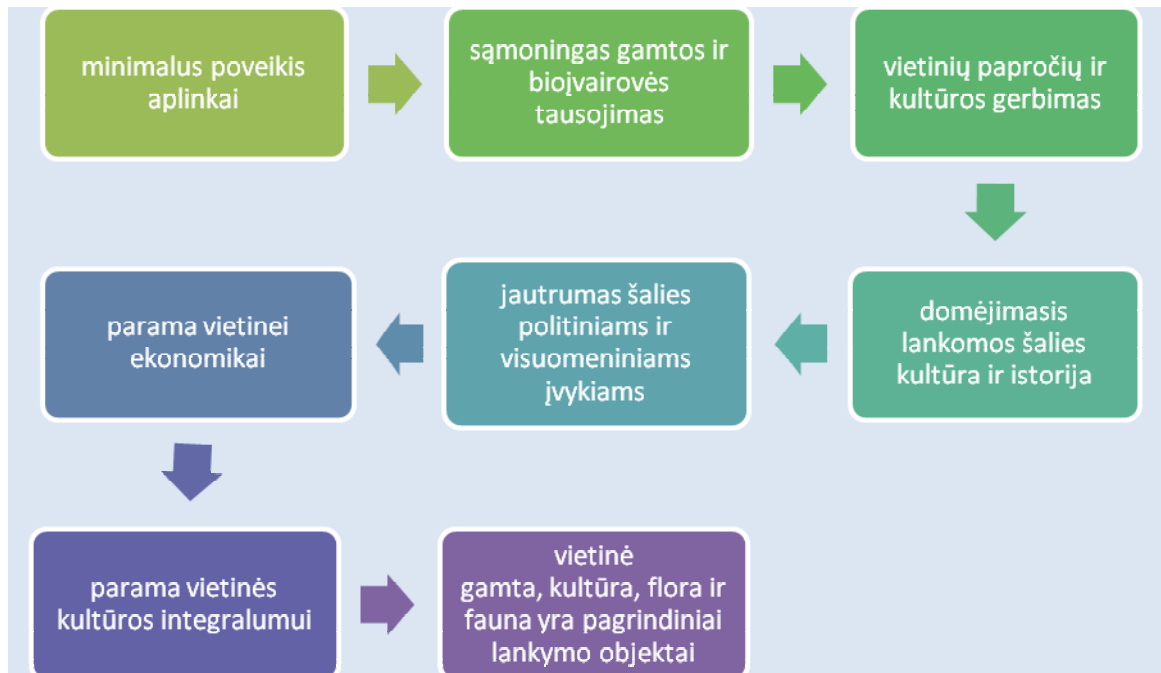 minimalus poveikis
aplinkai
sąmoningas gamtos ir
bioįvairovės
tausojimas
vietinių papročių ir
kultūros gerbimas
domėjimasis
lankomos šalies
kultūra ir istorija
jautrumas šalies
politiniams ir
visuomeniniams
įvykiams
parama vietinei
ekonomikai
parama vietinės
kultūros integralumui
vietinė
gamta, kultūra, flora ir
fauna yra pagrindiniai
lankymo objektai